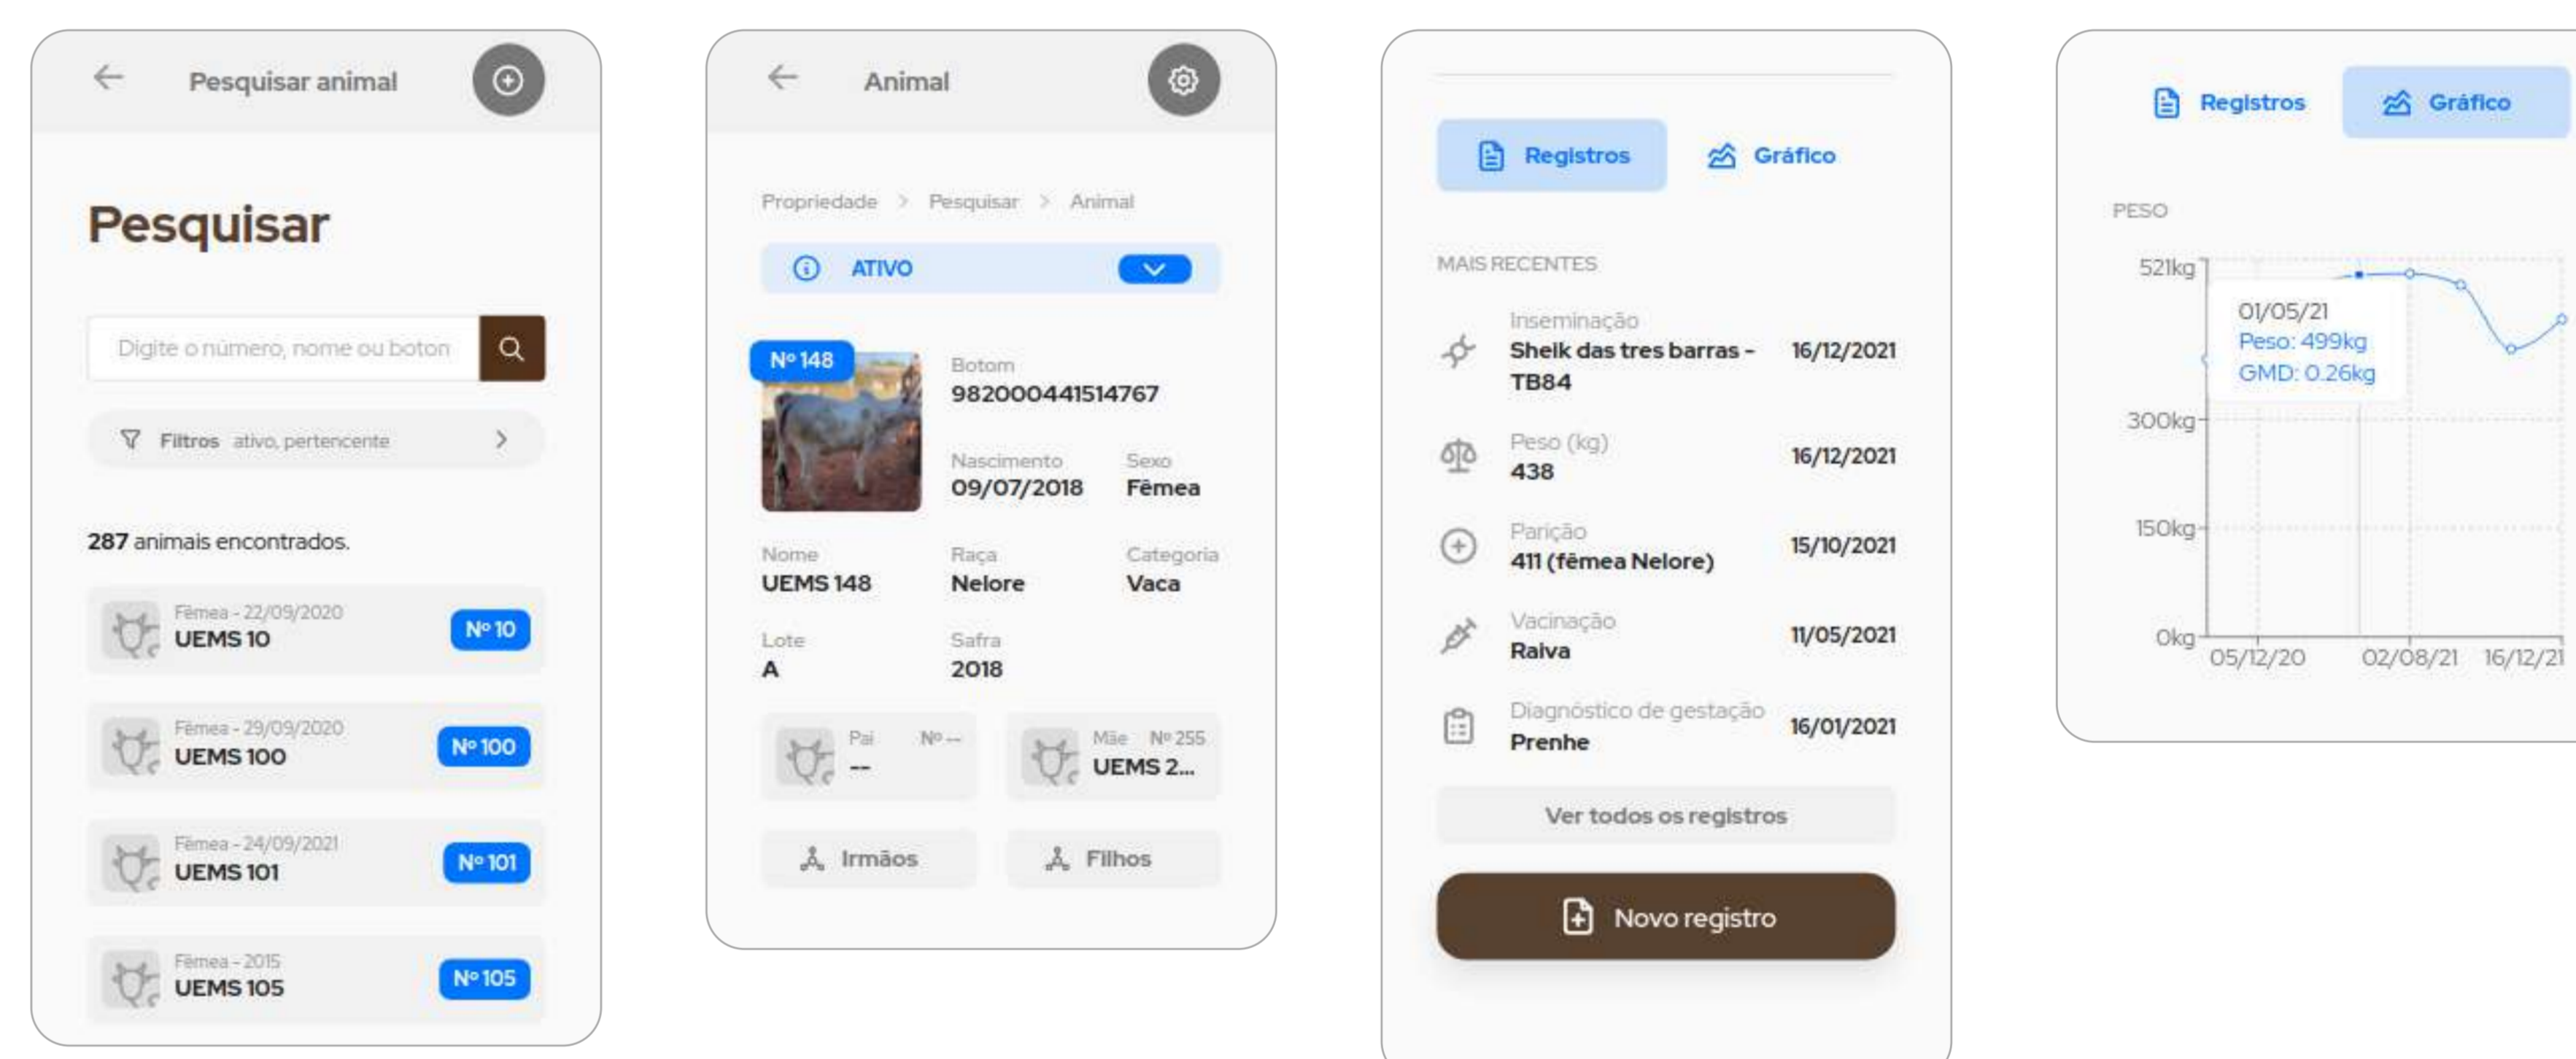 Pesquisar animal
Pesquisar
Digite o número, nome ou boton
Filtros ativo, pertencente
287 animais encontrados.
Fêmea - 22/09/2020
UEMS 10
Nº 10
Fêmea - 29/09/2020
UEMS 100
Nº 100
Fêmea - 24/09/2021
UEMS 101
Nº 101
Fêmea - 2015
UEMS 105
Nº 105
Animal
Propriedade > Pesquisar > Animal
ATIVO
Nº 148
Botom
982000441514767
Nascimento Sexo
09/07/2018 Fêmea
Nome Raça Categoria
UEMS 148 Nelore Vaca
Lote Safra
A 2018
Pai Nº --
--
Mãe Nº 255
UEMS 2...
Irmãos Filhos
Registros Gráfico
MAIS RECENTES
Inseminação
Sheik das tres barras -
TB84
16/12/2021
Peso (kg)
438
16/12/2021
Parição
411 (fêmea Nelore)
15/10/2021
Vacinação
Raiva
11/05/2021
Diagnóstico de gestação
Prenhe
16/01/2021
Ver todos os registros
Novo registro
Registros Gráfico
PESO
521kg
01/05/21
Peso: 499kg
GMD: 0.26kg
300kg
150kg
0kg
05/12/20 02/08/21 16/12/21